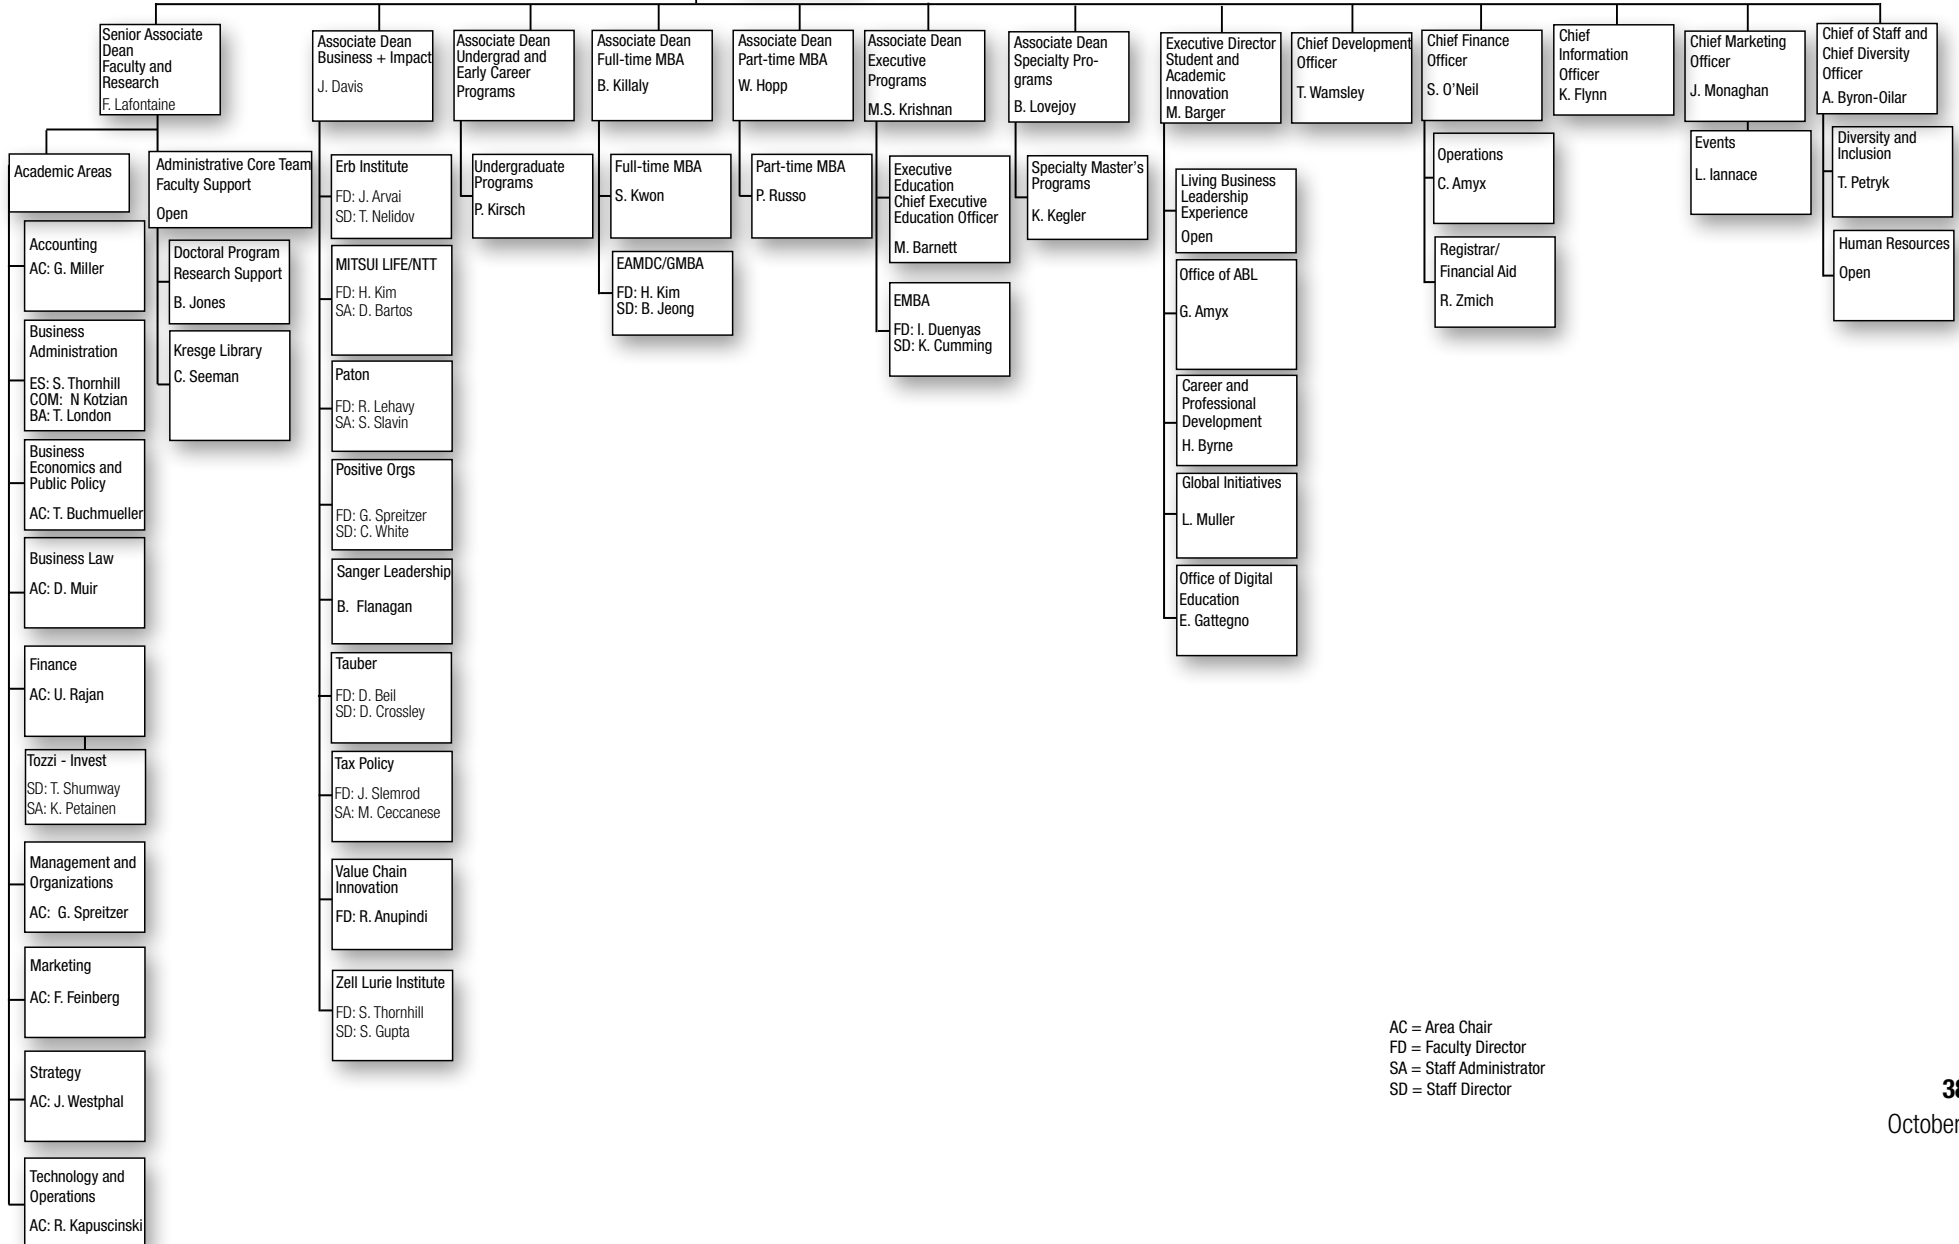 Senior Associate
Dean
Faculty and
Research
F. Lafontaine
Associate Dean
Business + Impact
J. Davis
Associate Dean
Undergrad and
Early Career
Programs
Associate Dean
Full-time MBA
B. Killaly
Associate Dean
Part-time MBA
W. Hopp
Associate Dean
Executive
Programs
M.S. Krishnan
Associate Dean
Specialty Pro-
grams
B. Lovejoy
Executive Director
Student and
Academic
Innovation
M. Barger
Chief Development
Officer
T. Wamsley
Chief Finance
Officer
S. O'Neil
Chief
Information
Officer
K. Flynn
Chief Marketing
Officer
J. Monaghan
Chief of Staff and
Chief Diversity
Officer
A. Byron-Oilar
Academic Areas
Accounting
AC: G. Miller
Business
Administration
ES: S. Thornhill
COM: N Kotzian
BA: T. London
Business
Economics and
Public Policy
AC: T. Buchmueller
Business Law
AC: D. Muir
Finance
AC: U. Rajan
Tozzi - Invest
SD: T. Shumway
SA: K. Petainen
Management and
Organizations
AC: G. Spreitzer
Marketing
AC: F. Feinberg
Strategy
AC: J. Westphal
Technology and
Operations
AC: R. Kapuscinski
Administrative Core Team
Faculty Support
Open
Doctoral Program
Research Support
B. Jones
Kresge Library
C. Seeman
Erb Institute
FD: J. Arvai
SD: T. Nelidov
MITSUI LIFE/NTT
FD: H. Kim
SA: D. Bartos
Paton
FD: R. Lehavy
SA: S. Slavin
Positive Orgs
FD: G. Spreitzer
SD: C. White
Sanger Leadership
B. Flanagan
Tauber
FD: D. Beil
SD: D. Crossley
Tax Policy
FD: J. Slemrod
SA: M. Ceccanese
Value Chain
Innovation
FD: R. Anupindi
Zell Lurie Institute
FD: S. Thornhill
SD: S. Gupta
Undergraduate
Programs
P. Kirsch
Full-time MBA
S. Kwon
EAMDC/GMBA
FD: H. Kim
SD: B. Jeong
Part-time MBA
P. Russo
Executive
Education
Chief Executive
Education Officer
M. Barnett
EMBA
FD: I. Duenyas
SD: K. Cumming
Specialty Master's
Programs
K. Kegler
Living Business
Leadership
Experience
Open
Office of ABL
G. Amyx
Career and
Professional
Development
H. Byrne
Global Initiatives
L. Muller
Office of Digital
Education
E. Gattegno
Operations
C. Amyx
Registrar/
Financial Aid
R. Zmich
Events
L. Iannace
Diversity and
Inclusion
T. Petryk
Human Resources
Open
AC = Area Chair
FD = Faculty Director
SA = Staff Administrator
SD = Staff Director
October